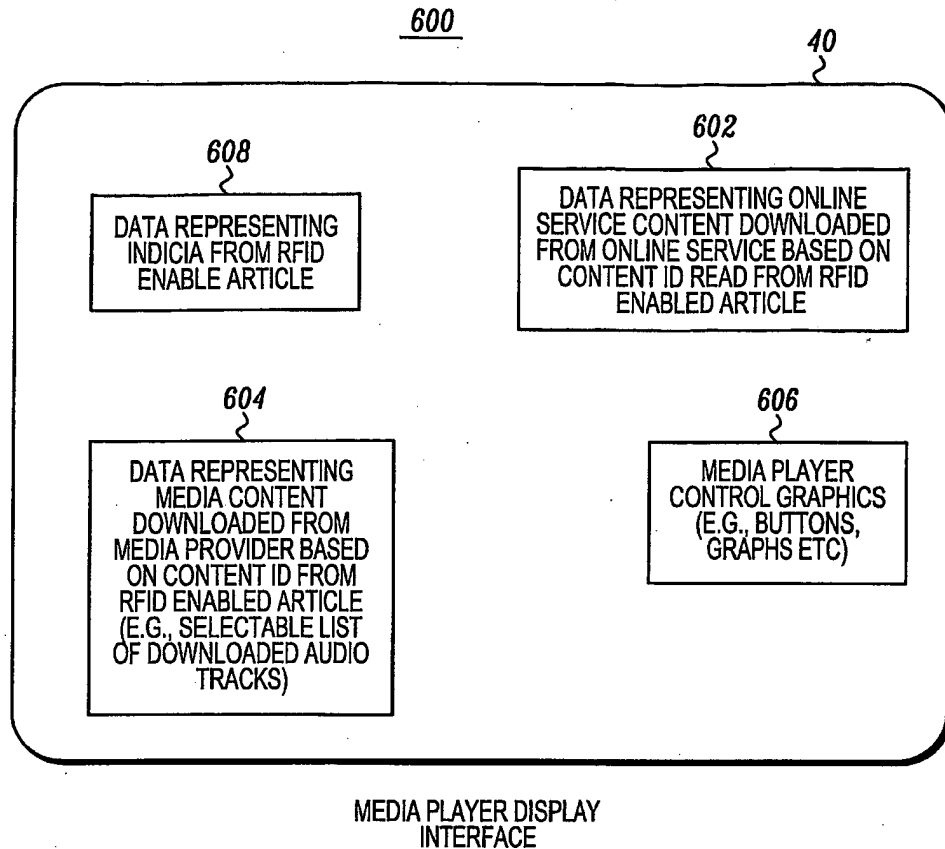 600
40
608
DATA REPRESENTING
INDICIA FROM RFID
ENABLE ARTICLE
602
DATA REPRESENTING ONLINE
SERVICE CONTENT DOWNLOADED
FROM ONLINE SERVICE BASED ON
CONTENT ID READ FROM RFID
ENABLED ARTICLE
604
DATA REPRESENTING
MEDIA CONTENT
DOWNLOADED FROM
MEDIA PROVIDER BASED
ON CONTENT ID FROM
RFID ENABLED ARTICLE
(E.G., SELECTABLE LIST
OF DOWNLOADED AUDIO
TRACKS)
606
MEDIA PLAYER
CONTROL GRAPHICS
(E.G., BUTTONS,
GRAPHS ETC)
MEDIA PLAYER DISPLAY
INTERFACE